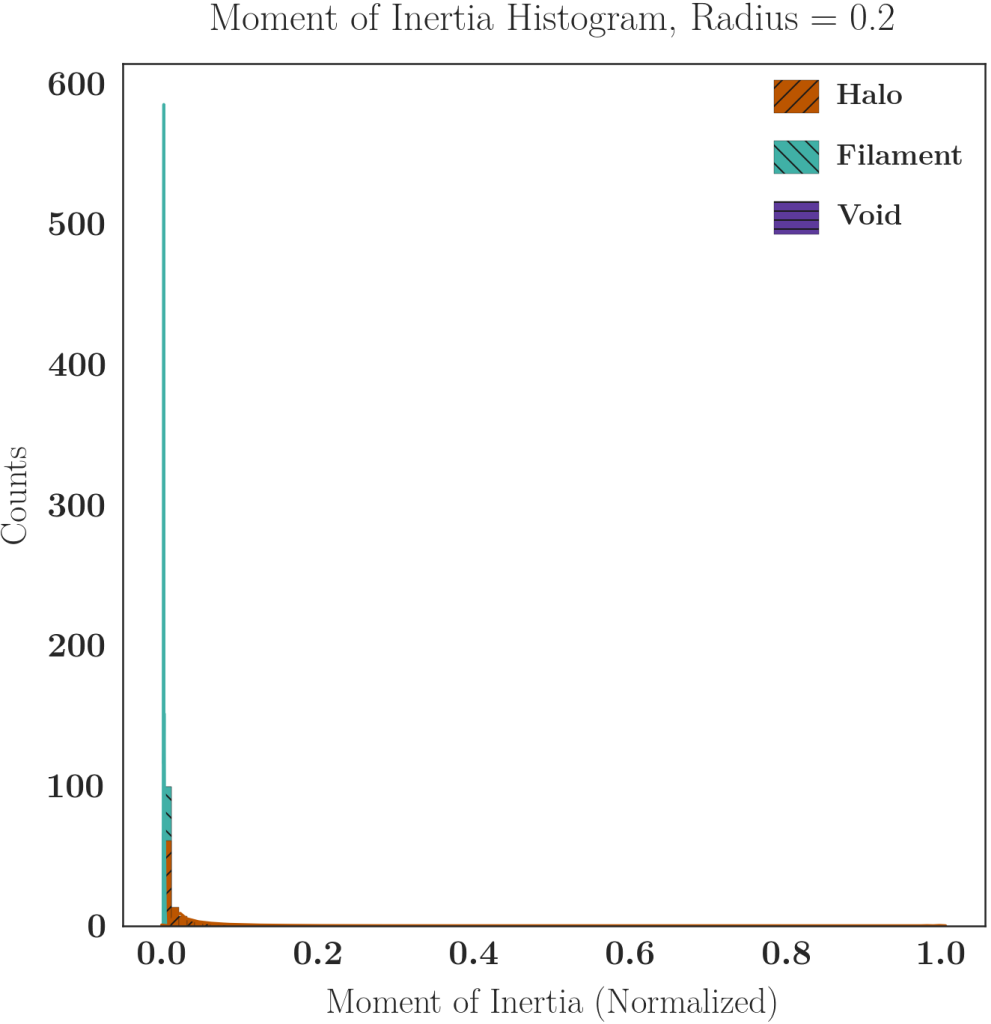 Moment of Inertia Histogram, Radius = 0.2
600
500
400
300
200
100
0
Counts
Halo
Filament
Void
0.0 0.2 0.4 0.6 0.8 1.0
Moment of Inertia (Normalized)